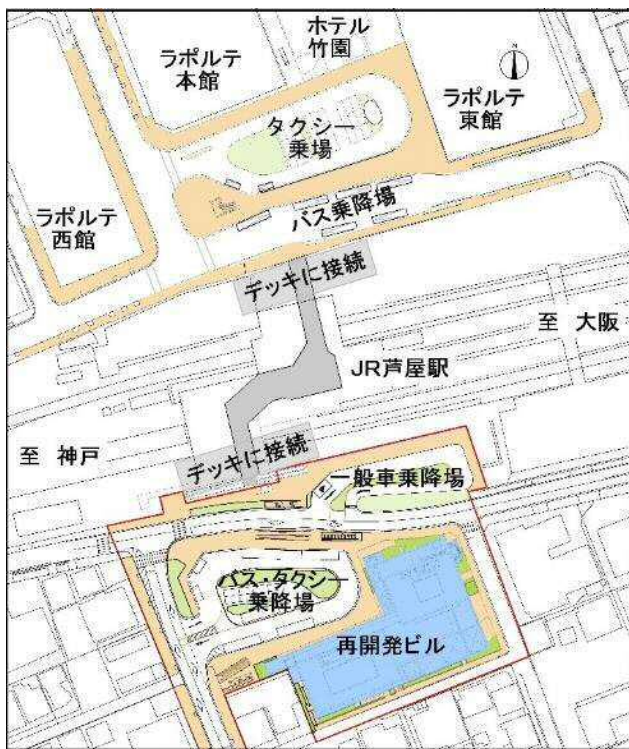 ホテル
竹園
ラポルテ
本館
N
ラポルテ
東館
タクシー
乗場
ラポルテ
西館
バス乗降場
デッキに接続
至 大阪
JR芦屋駅
至 神戸
デッキに接続
一般車乗降場
バス・タクシー
乗降場
再開発ビル